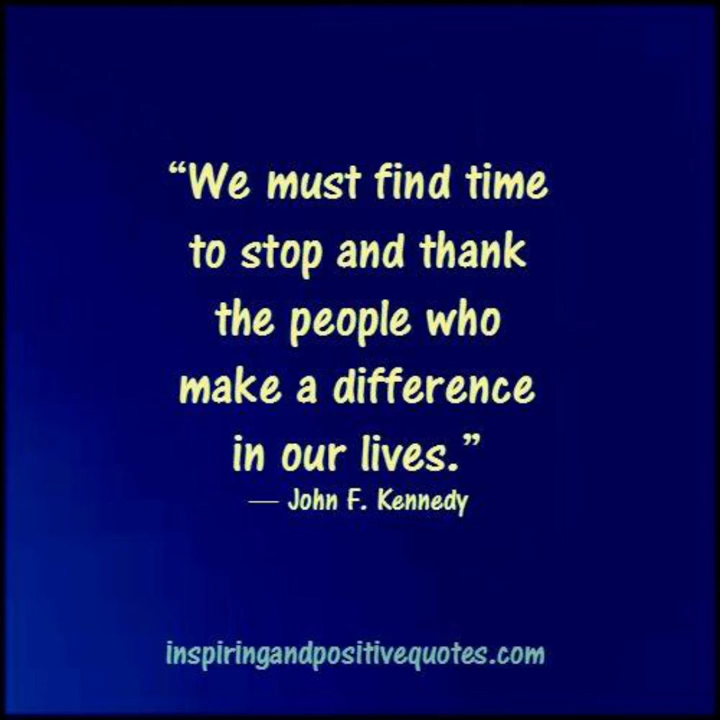 “We must find time
to stop and thank
the people who
make a difference
in our lives.”
— John F. Kennedy
inspiringandpositivequotes.com